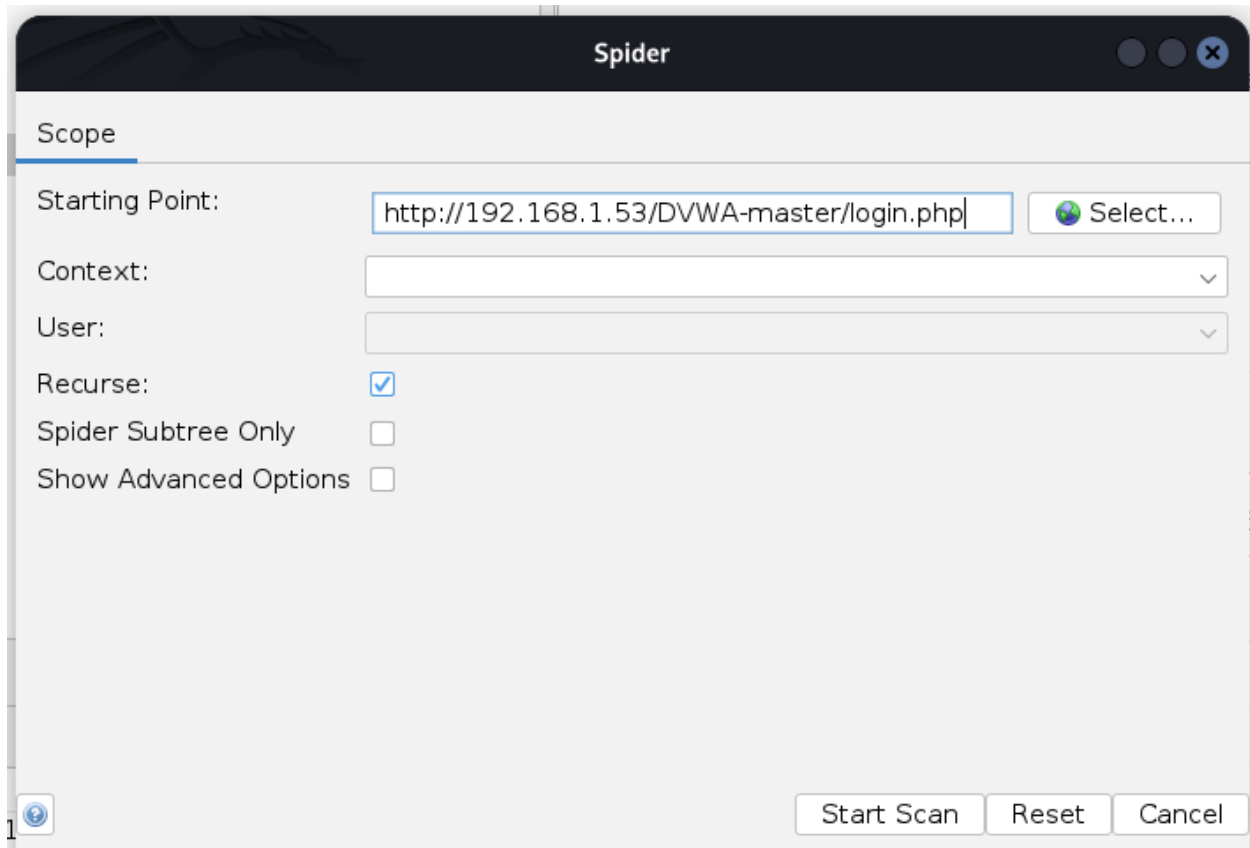 Spider
Scope
Starting Point: http://192.168.1.53/DVWA-master/login.php Select...
Context:
User:
Recurse:
Spider Subtree Only
Show Advanced Options
Start Scan Reset Cancel